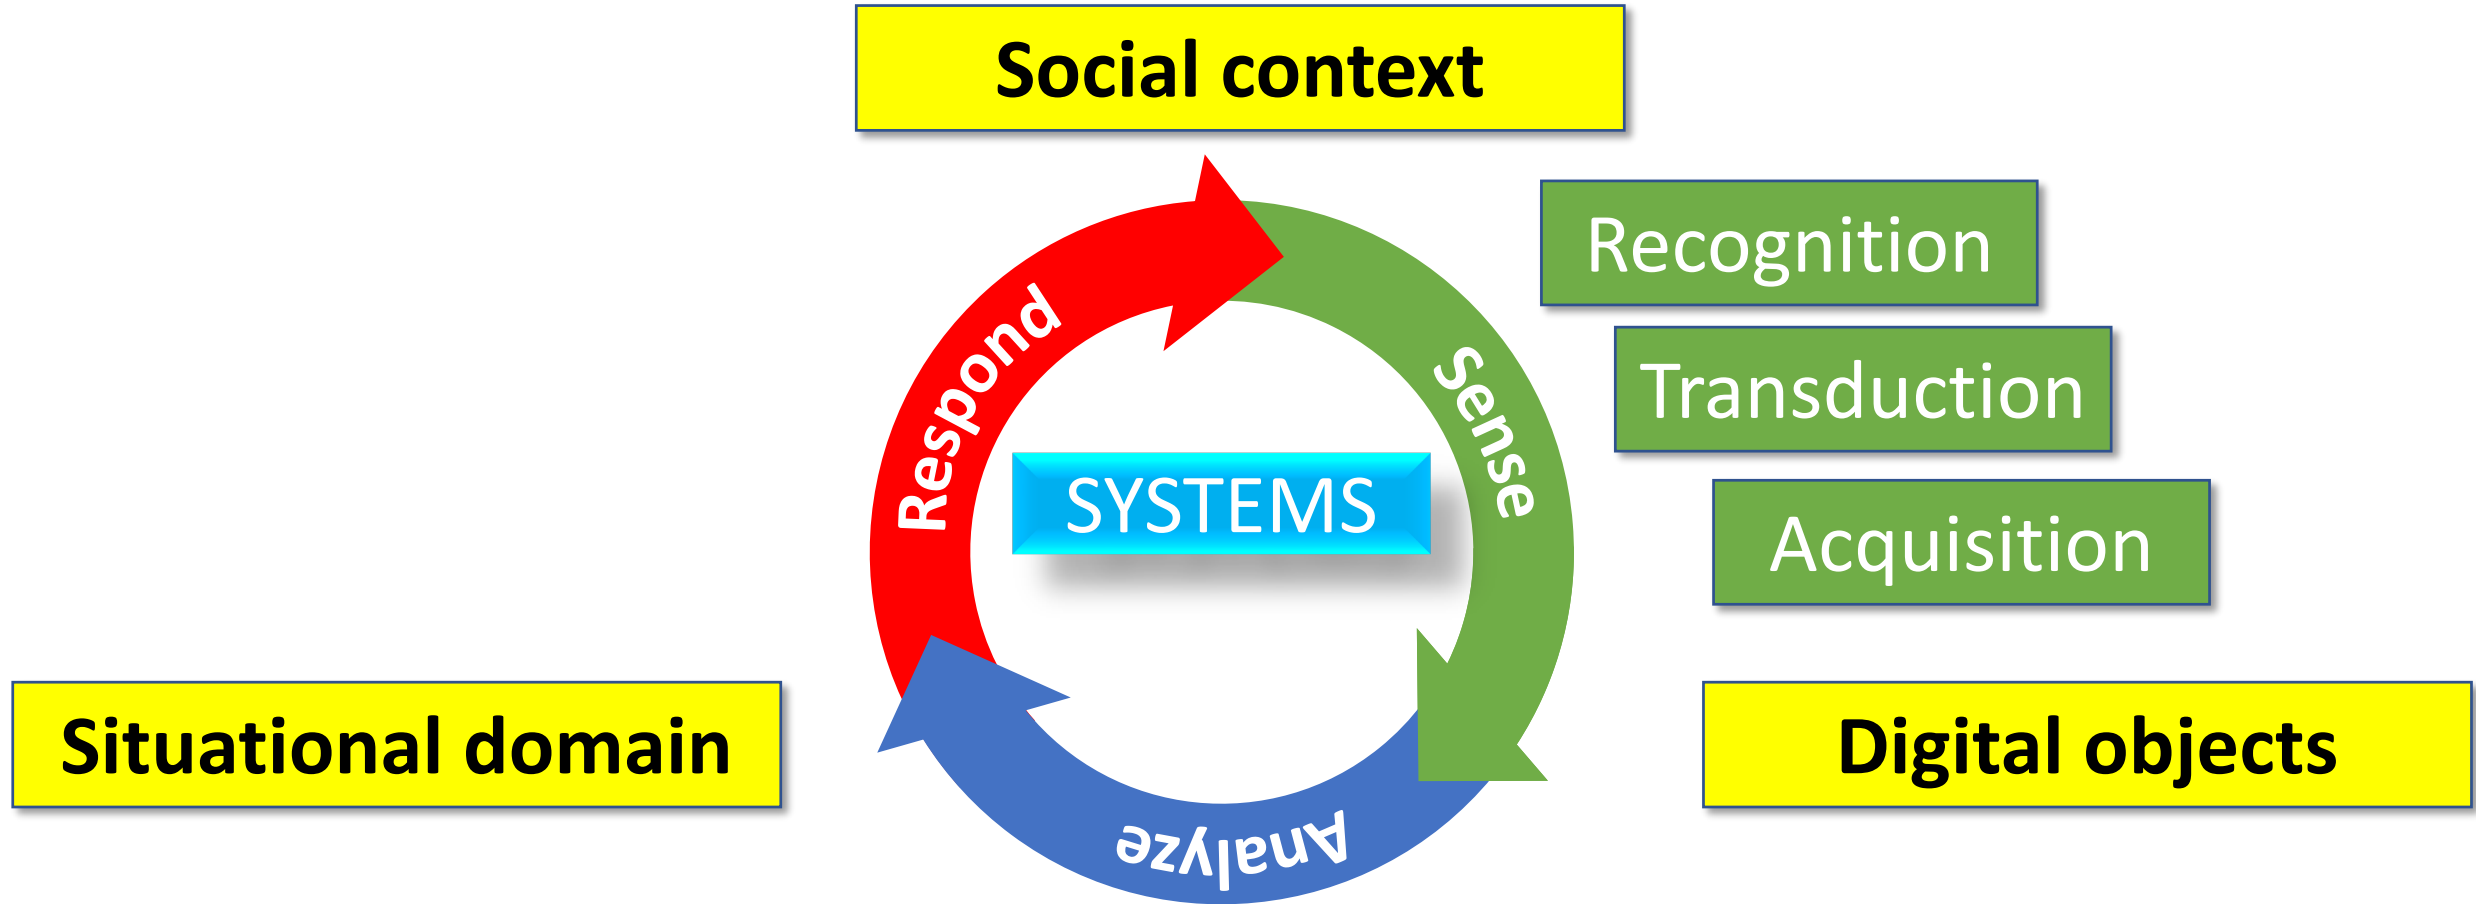 Social context
Recognition
Transduction
Acquisition
Respond
Sense
SYSTEMS
Situational domain
Digital objects
Analyze